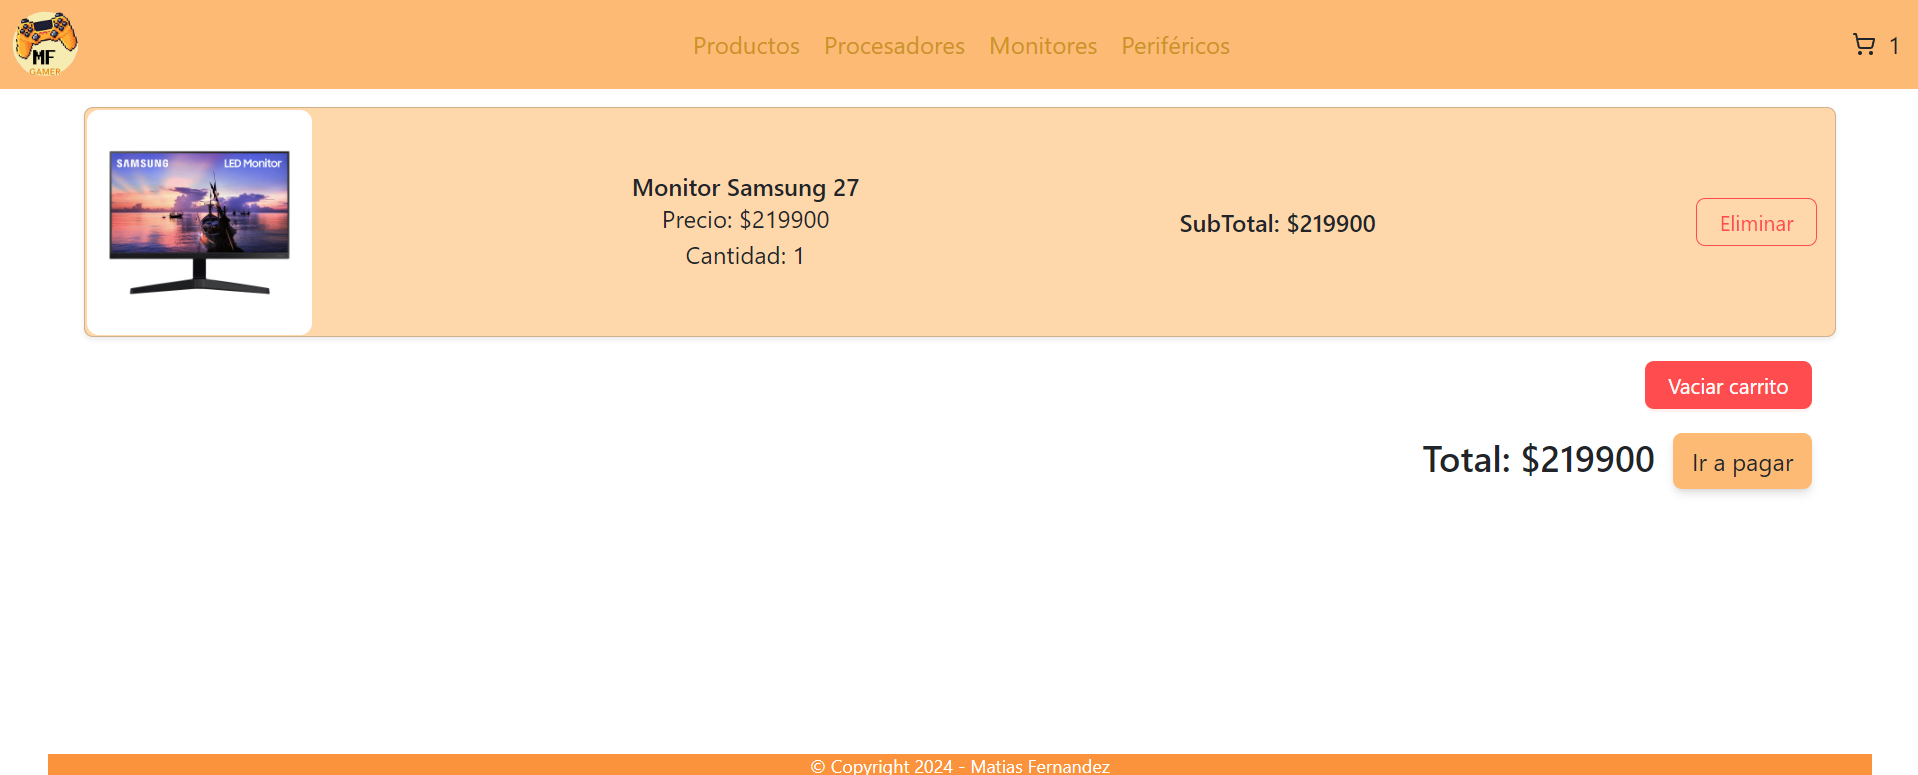 MF
GAMER
Productos
Procesadores
Monitores
Periféricos
1
SAMSUNG
LED Monitor
Monitor Samsung 27
Precio: $219900
Cantidad: 1
SubTotal: $219900
Eliminar
Vaciar carrito
Total: $219900
Ir a pagar
© Copyright 2024 - Matias Fernandez